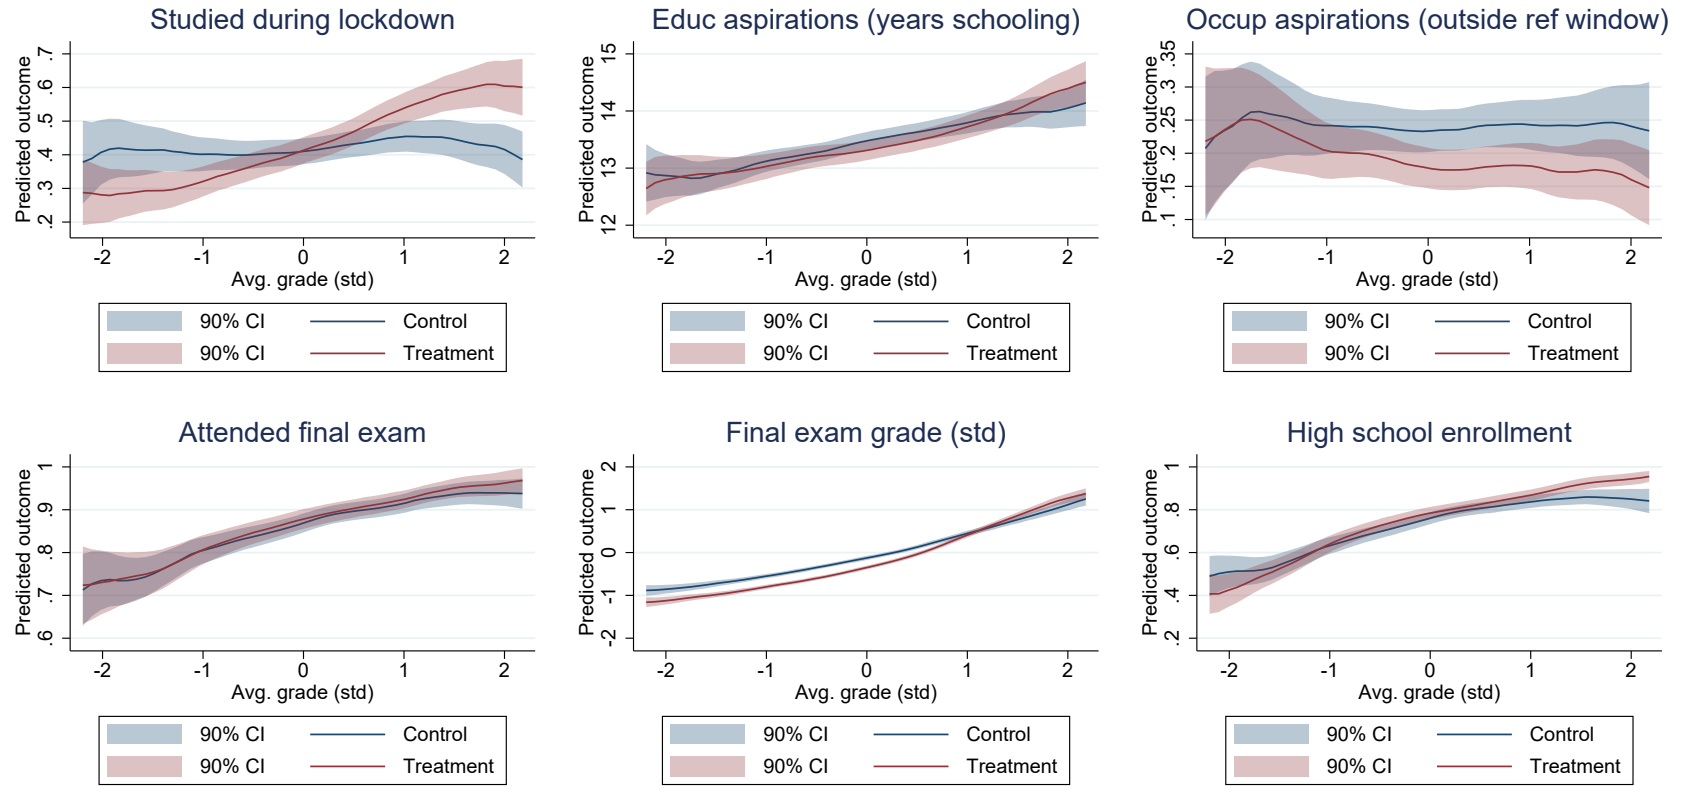 Studied during lockdown
Predicted outcome
.7
.6
.5
.4
.3
.2
-2 -1 0 1 2
Avg. grade (std)
90% CI Control
90% CI Treatment
Educ aspirations (years schooling)
Predicted outcome
15
14
13
12
-2 -1 0 1 2
Avg. grade (std)
90% CI Control
90% CI Treatment
Occup aspirations (outside ref window)
Predicted outcome
.35
.3
.25
.2
.15
.1
-2 -1 0 1 2
Avg. grade (std)
90% CI Control
90% CI Treatment
Attended final exam
Predicted outcome
1
.9
.8
.7
.6
-2 -1 0 1 2
Avg. grade (std)
90% CI Control
90% CI Treatment
Final exam grade (std)
Predicted outcome
2
1
0
-1
-2
-2 -1 0 1 2
Avg. grade (std)
90% CI Control
90% CI Treatment
High school enrollment
Predicted outcome
1
.8
.6
.4
.2
-2 -1 0 1 2
Avg. grade (std)
90% CI Control
90% CI Treatment